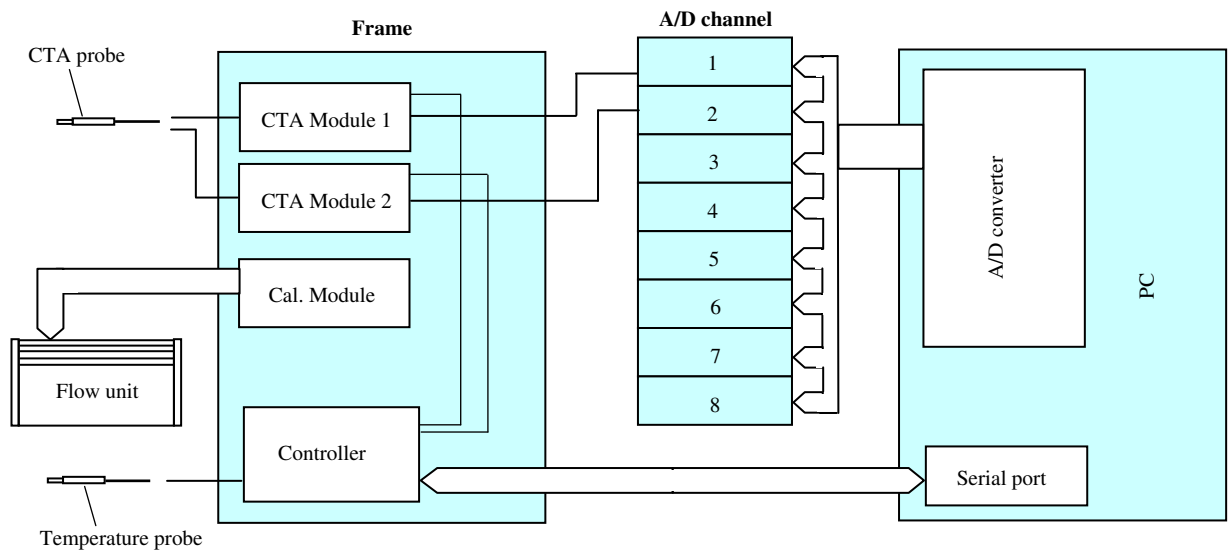 Frame
A/D channel
CTA probe
CTA Module 1
CTA Module 2
Cal. Module
Flow unit
Controller
Temperature probe
1
2
3
4
5
6
7
8
A/D converter
PC
Serial port